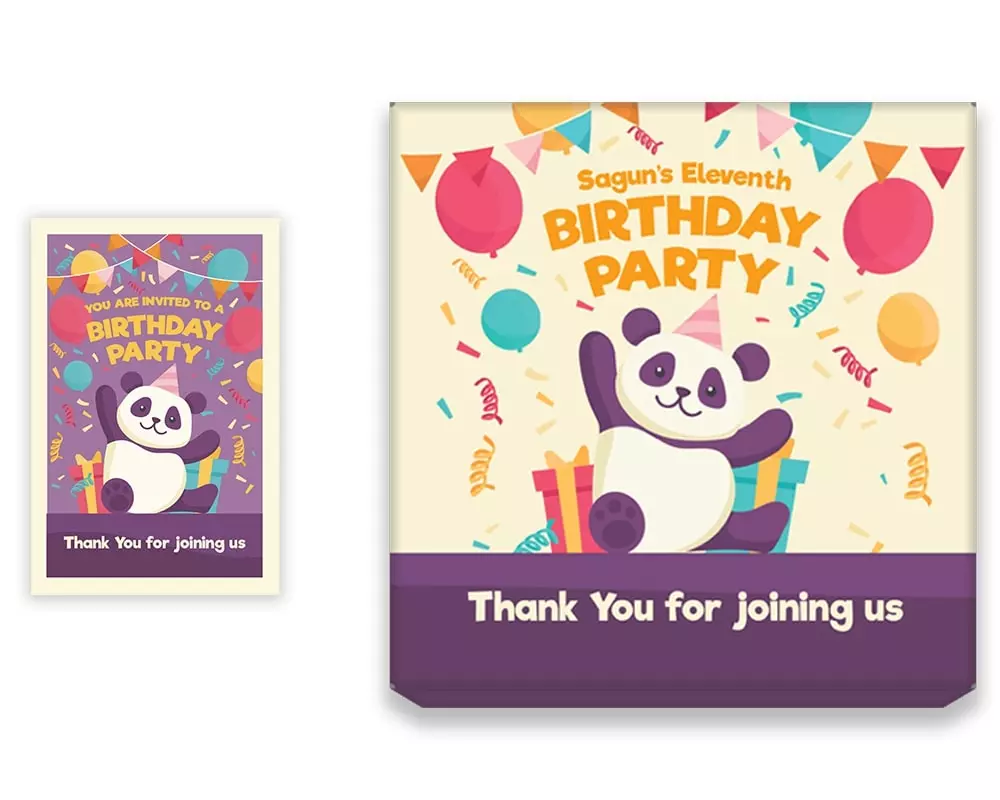 YOU ARE INVITED TO A
BIRTHDAY
PARTY
Thank You for joining us
Sagun's Eleventh
BIRTHDAY
PARTY
Thank You for joining us